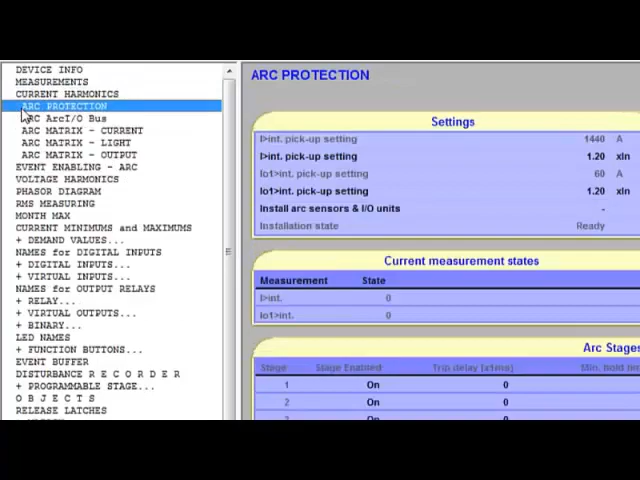 DEVICE INFO
MEASUREMENTS
CURRENT HARMONICS
ARC PROTECTION
ArcI/O Bus
ARC MATRIX - CURRENT
ARC MATRIX - LIGHT
ARC MATRIX - OUTPUT
EVENT ENABLING - ARC
VOLTAGE HARMONICS
PHASOR DIAGRAM
RMS MEASURING
MONTH MAX
CURRENT MINIMUMS and MAXIMUMS
+ DEMAND VALUES...
NAMES for DIGITAL INPUTS
+ DIGITAL INPUTS...
+ VIRTUAL INPUTS...
NAMES for OUTPUT RELAYS
+ RELAY...
+ VIRTUAL OUTPUTS...
+ BINARY...
LED NAMES
+ FUNCTION BUTTONS...
EVENT BUFFER
DISTURBANCE R E C O R D E R
+ PROGRAMMABLE STAGE...
O B J E C T S
RELEASE LATCHES
ARC PROTECTION
Settings
I>int. pick-up setting 1440 A
I>int. pick-up setting 1.20 xIn
Io1>int. pick-up setting 60 A
Io1>int. pick-up setting 1.20 xIn
Install arc sensors & I/O units -
Installation state Ready
Current measurement states
Measurement State
I>int. 0
Io1>int. 0
Arc Stages
Stage Stage Enabled Trip delay [x1ms] Min. hold
1 On 0
2 On 0
On 0